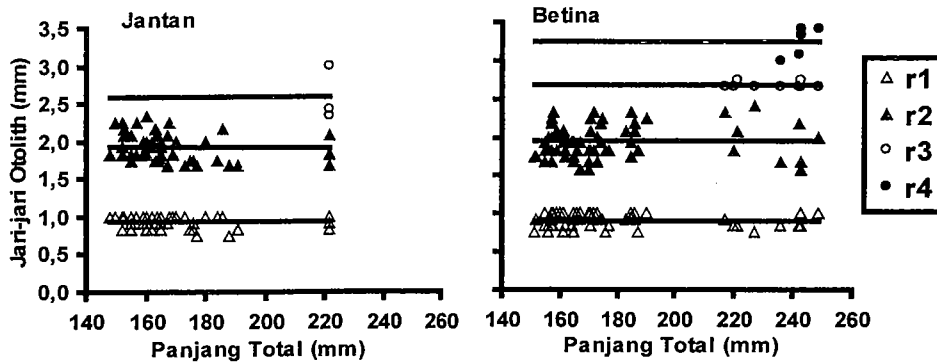 Jantan
Betina
3,5
3,0
2,5
2,0
1,5
1,0
0,5
0,0
Jari-jari Otolith (mm)
140 160 180 200 220 240 260
Panjang Total (mm)
140 160 180 200 220 240 260
Panjang Total (mm)
r1
r2
r3
r4